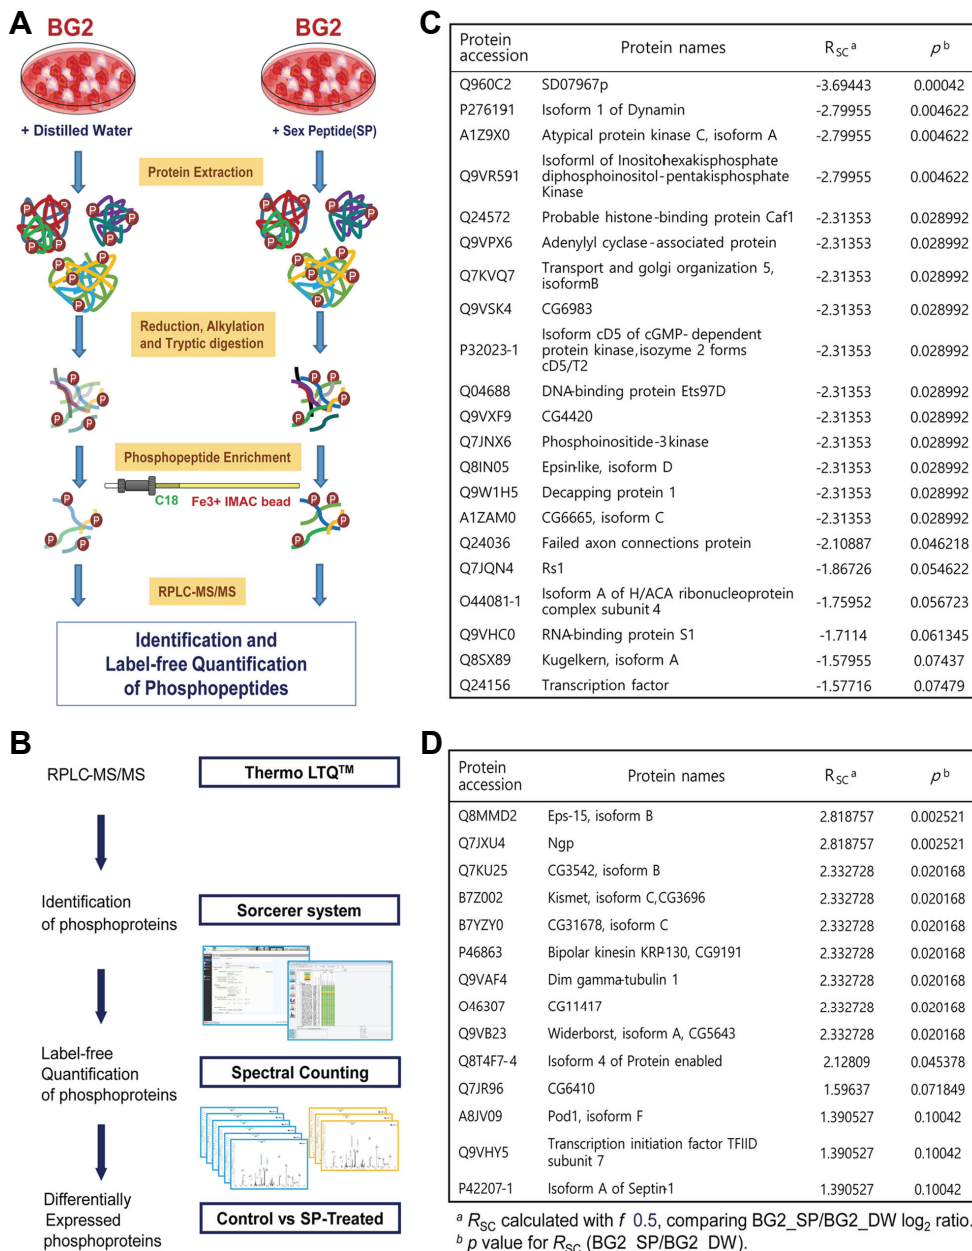 A
BG2
BG2
+ Distilled Water
+ Sex Peptide(SP)
Protein Extraction
P P P P P P P P
P P P P P P P P
Reduction, Alkylation
and Tryptic digestion
Phosphopeptide Enrichment
C18
Fe3+ IMAC bead
RPLC-MS/MS
Identification and
Label-free Quantification
of Phosphopeptides
B
RPLC-MS/MS
Thermo LTQTM
Identification
of phosphoproteins
Sorcerer system
Label-free
Quantification
of phosphoproteins
Spectral Counting
Differentially
Expressed
phosphoproteins
Control vs SP-Treated
C
Protein accession Protein names RSC a p b
Q960C2 SD07967p -3.69443 0.00042
P276191 Isoform 1 of Dynamin -2.79955 0.004622
A1Z9X0 Atypical protein kinase C, isoform A -2.79955 0.004622
Q9VR591 IsoformI of Inositol hexakisphosphate
diphosphoinositol-pentakisphosphate
Kinase -2.79955 0.004622
Q24572 Probable histone-binding protein Caf1 -2.31353 0.028992
Q9VPX6 Adenylyl cyclase-associated protein -2.31353 0.028992
Q7KVQ7 Transport and golgi organization 5,
isoformB -2.31353 0.028992
Q9VSK4 CG6983 -2.31353 0.028992
P32023-1 Isoform cD5 of cGMP- dependent
protein kinase,isozyme 2 forms
cD5/T2 -2.31353 0.028992
Q04688 DNA-binding protein Ets97D -2.31353 0.028992
Q9VXF9 CG4420 -2.31353 0.028992
Q7JNX6 Phosphoinositide-3kinase -2.31353 0.028992
Q8IN05 Epsin-like, isoform D -2.31353 0.028992
Q9W1H5 Decapping protein 1 -2.31353 0.028992
A1ZAM0 CG6665, isoform C -2.31353 0.028992
Q24036 Failed axon connections protein -2.10887 0.046218
Q7JQN4 Rs1 -1.86726 0.054622
O44081-1 Isoform A of H/ACA ribonucleoprotein
complex subunit 4 -1.75952 0.056723
Q9VHC0 RNA-binding protein S1 -1.7114 0.061345
Q8SX89 Kugelkern, isoform A -1.57955 0.07437
Q24156 Transcription factor -1.57716 0.07479
D
Protein accession Protein names RSC a p b
Q8MMD2 Eps-15, isoform B 2.818757 0.002521
Q7JXU4 Ngp 2.818757 0.002521
Q7KU25 CG3542, isoform B 2.332728 0.020168
B7Z002 Kismet, isoform C,CG3696 2.332728 0.020168
B7YZY0 CG31678, isoform C 2.332728 0.020168
P46863 Bipolar kinesin KRP-130, CG9191 2.332728 0.020168
Q9VAF4 Dim gamma-tubulin 1 2.332728 0.020168
O46307 CG11417 2.332728 0.020168
Q9VB23 Widerborst, isoform A, CG5643 2.332728 0.020168
Q8T4F7-4 Isoform 4 of Protein enabled 2.12809 0.045378
Q7JR96 CG6410 1.59637 0.071849
A8JV09 Pod1, isoform F 1.390527 0.10042
Q9VHY5 Transcription initiation factor TFIID
subunit 7 1.390527 0.10042
P42207-1 Isoform A of Septin-1 1.390527 0.10042
a RSC calculated with f 0.5, comparing BG2_SP/BG2_DW log2 ratio.
b p value for RSC (BG2_SP/BG2_DW).